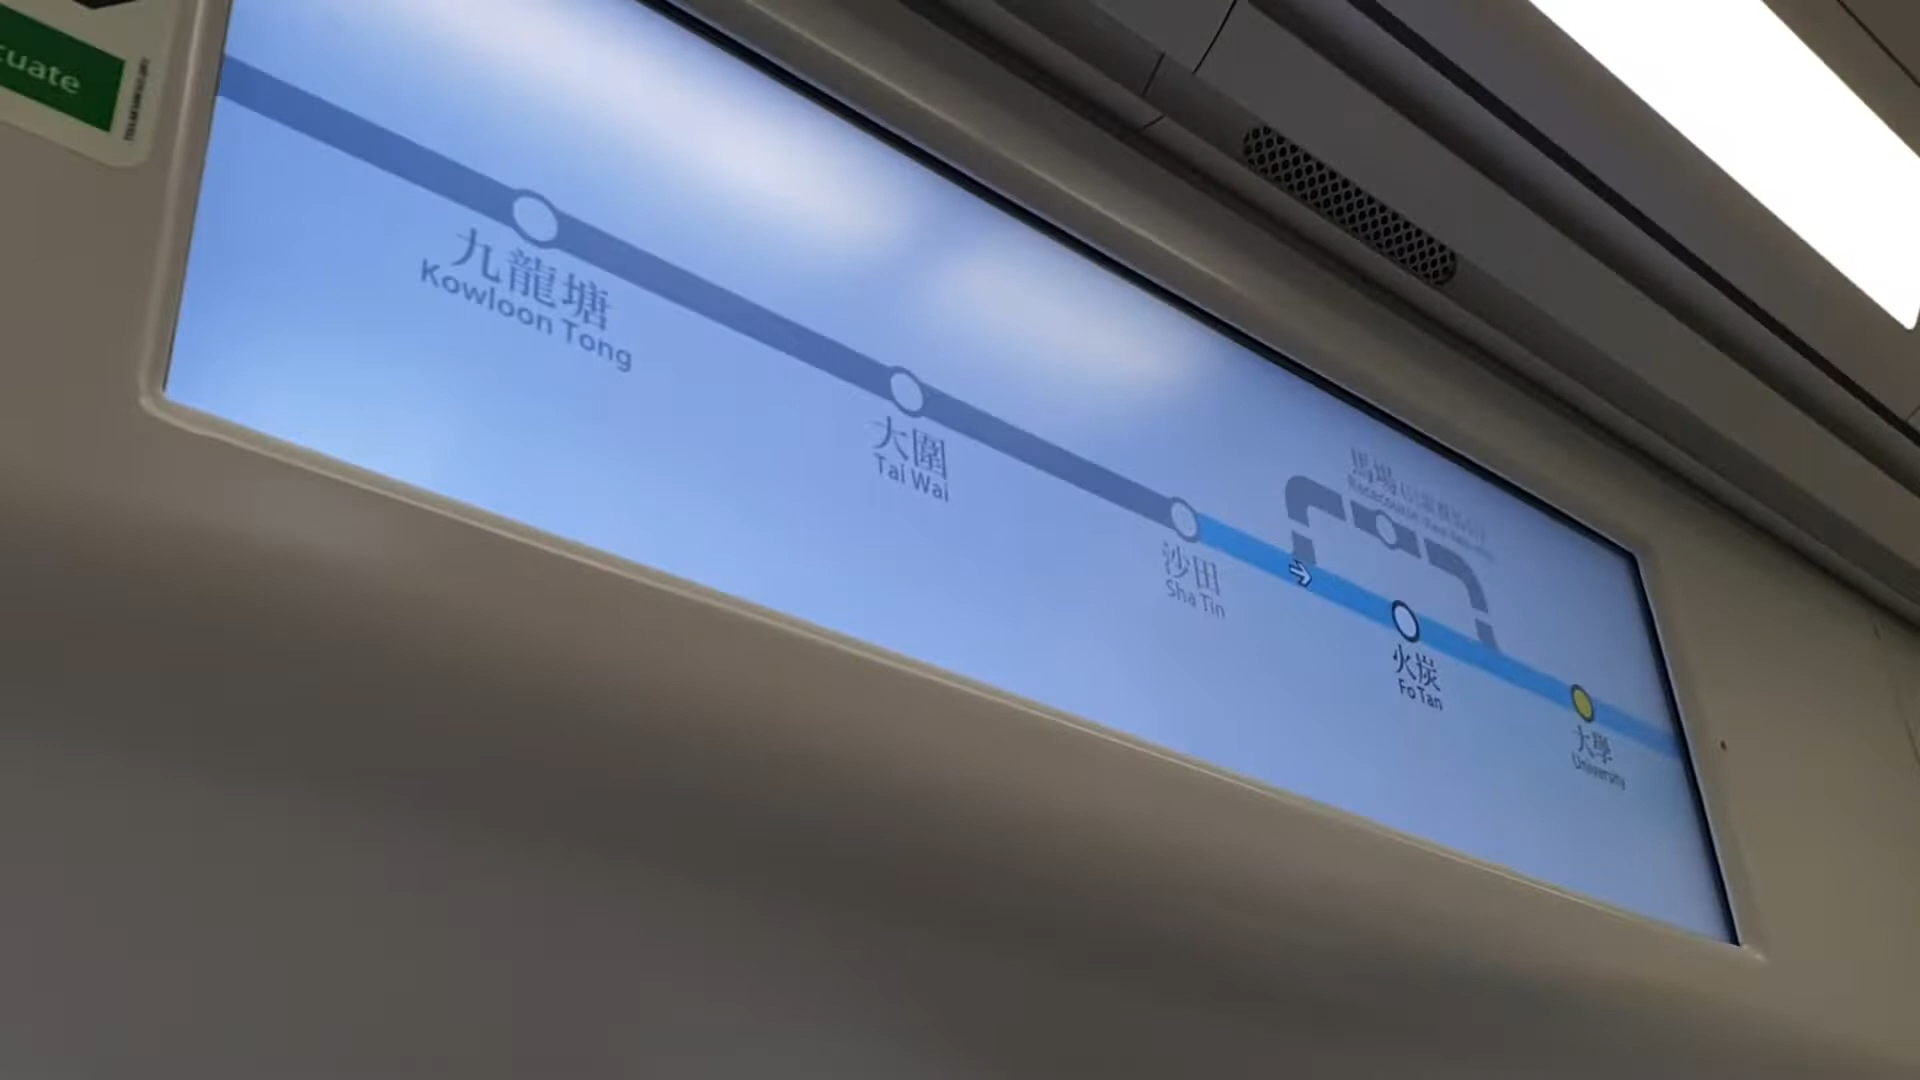 cuate
九龍塘
Kowloon Tong
大圍
Tai Wai
沙田
Sha Tin
馬場
Racecourse
火炭
Fo Tan
大學
University